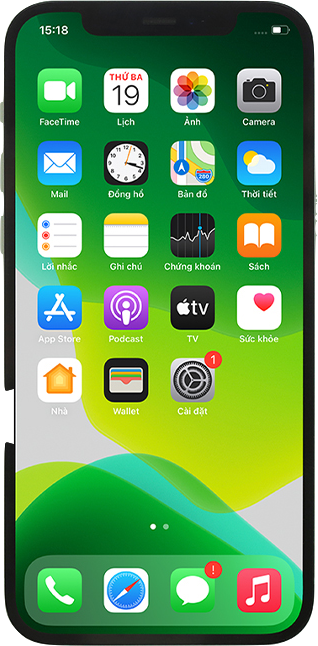 15:18
THỨ BA
19
FaceTime
Lịch
Ảnh
Camera
280
Mail
Đồng hồ
Bản đồ
Thời tiết
Lời nhắc
Ghi chú
Chứng khoán
Sách
tv
App Store
Podcast
TV
Sức khỏe
1
Nhà
Wallet
Cài đặt
!